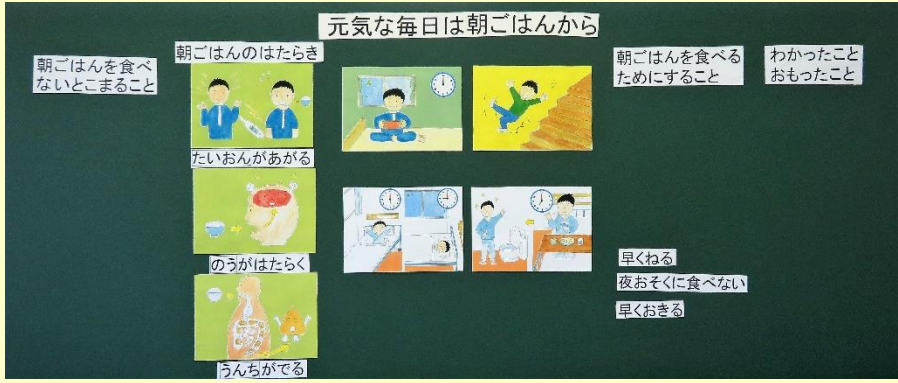 元気な毎日は朝ごはんから
朝ごはんを食べ
ないとこまること
朝ごはんのはたらき
たいおんがあがる
のうがはたらく
うんちがでる
朝ごはんを食べる
ためにすること
早くねる
夜おそくに食べない
早くおきる
わかったこと
おもったこと